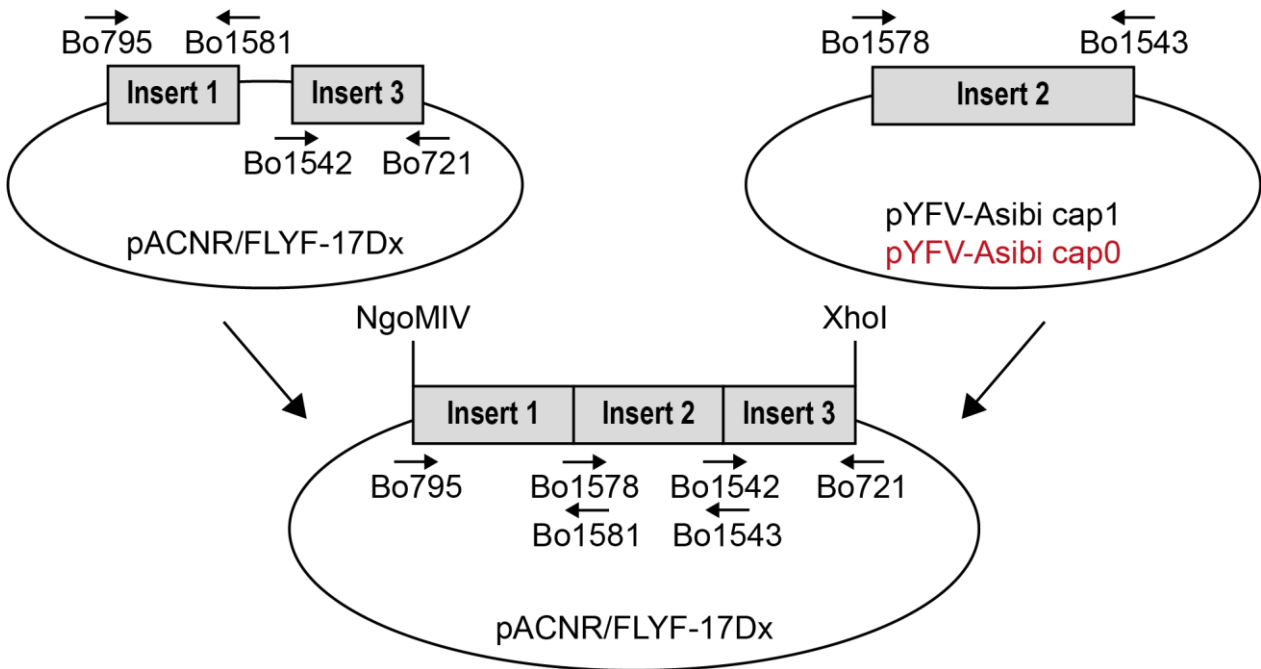 Bo795 Bo1581
Insert 1 Insert 3
Bo1542 Bo721
pACNR/FLYF-17Dx
Bo1578 Bo1543
Insert 2
pYFV-Asibi cap1
pYFV-Asibi cap0
NgoMIV XhoI
Insert 1 Insert 2 Insert 3
Bo795 Bo1578 Bo1542 Bo721
Bo1581 Bo1543
pACNR/FLYF-17Dx